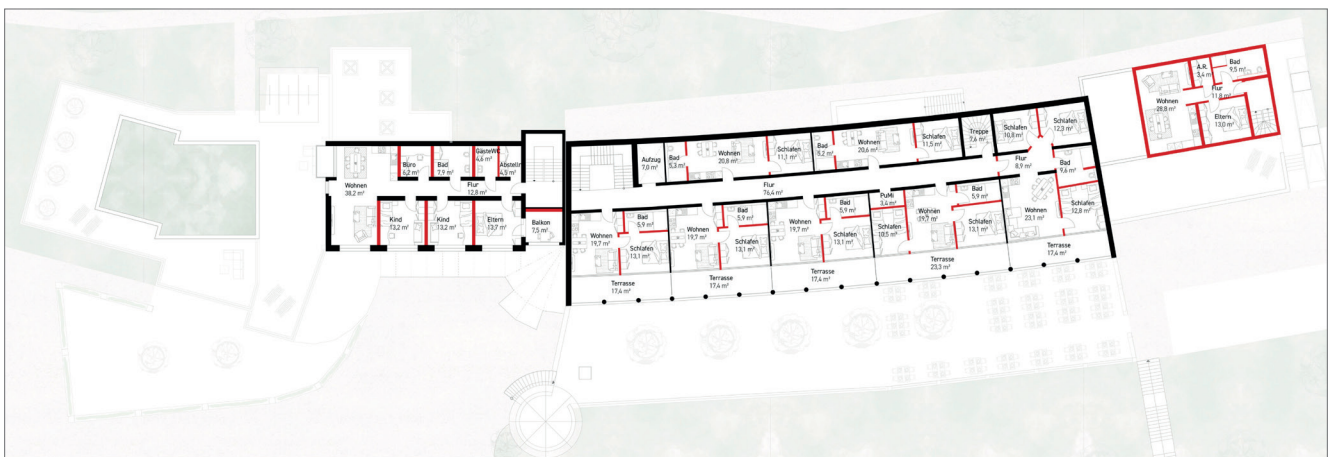 Wohnen
38,2 m²
Büro
6,2 m²
Bad
7,9 m²
GästeWC
4,6 m²
Abstellr.
4,5 m²
Flur
12,8 m²
Kind
13,2 m²
Kind
13,2 m²
Eltern
13,7 m²
Balkon
7,5 m²
Aufzug
7,0 m²
Bad
5,3 m²
Wohnen
20,8 m²
Schlafen
11,1 m²
Bad
5,2 m²
Wohnen
20,6 m²
Schlafen
11,5 m²
Treppe
7,6 m²
Schlafen
10,8 m²
Schlafen
12,3 m²
Flur
76,4 m²
Flur
8,9 m²
Bad
9,6 m²
Wohnen
19,7 m²
Bad
5,9 m²
Schlafen
13,1 m²
Wohnen
19,7 m²
Bad
5,9 m²
Schlafen
13,1 m²
Wohnen
19,7 m²
Bad
5,9 m²
Schlafen
13,1 m²
PuMi
3,4 m²
Schlafen
10,5 m²
Wohnen
19,7 m²
Bad
5,9 m²
Schlafen
13,1 m²
Wohnen
23,1 m²
Schlafen
12,8 m²
Terrasse
17,4 m²
Terrasse
17,4 m²
Terrasse
17,4 m²
Terrasse
23,3 m²
Terrasse
17,4 m²
Wohnen
28,8 m²
A.R.
3,4 m²
Bad
9,5 m²
Flur
11,8 m²
Eltern
13,0 m²